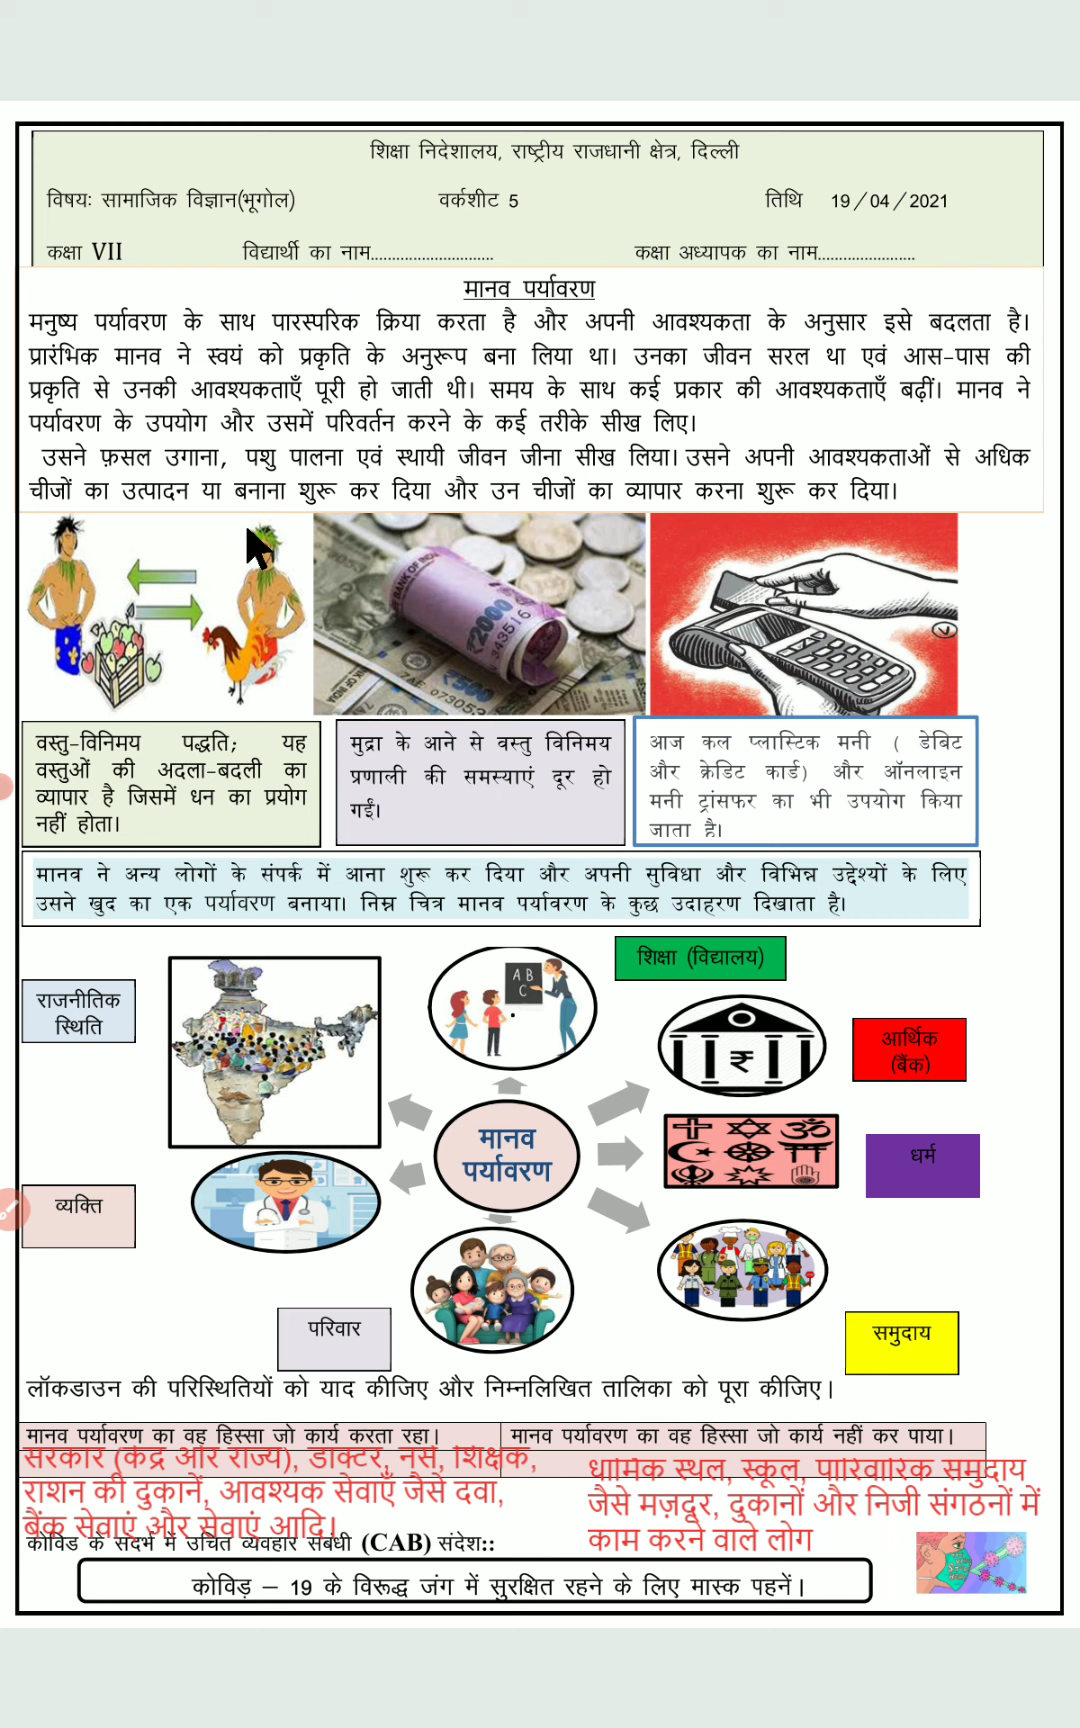 शिक्षा निदेशालय, राष्ट्रीय राजधानी क्षेत्र, दिल्ली
विषयः सामाजिक विज्ञान(भूगोल) वर्कशीट 5 तिथि 19/04/2021
कक्षा VII विद्यार्थी का नाम............................. कक्षा अध्यापक का नाम.......................
मानव पर्यावरण
मनुष्य पर्यावरण के साथ पारस्परिक क्रिया करता है और अपनी आवश्यकता के अनुसार इसे बदलता है।
प्रारंभिक मानव ने स्वयं को प्रकृति के अनुरूप बना लिया था। उनका जीवन सरल था एवं आस-पास की
प्रकृति से उनकी आवश्यकताएँ पूरी हो जाती थी। समय के साथ कई प्रकार की आवश्यकताएँ बढ़ीं। मानव ने
पर्यावरण के उपयोग और उसमें परिवर्तन करने के कई तरीके सीख लिए।
उसने फ़सल उगाना, पशु पालना एवं स्थायी जीवन जीना सीख लिया। उसने अपनी आवश्यकताओं से अधिक
चीजों का उत्पादन या बनाना शुरू कर दिया और उन चीजों का व्यापार करना शुरू कर दिया।
BANK OF INDIA
₹2000
43516
₹500
7AE 07305
वस्तु-विनिमय पद्धति; यह
वस्तुओं की अदला-बदली का
व्यापार है जिसमें धन का प्रयोग
नहीं होता।
मुद्रा के आने से वस्तु विनिमय
प्रणाली की समस्याएं दूर हो
गईं।
आज कल प्लास्टिक मनी ( डेबिट
और क्रेडिट कार्ड) और ऑनलाइन
मनी ट्रांसफर का भी उपयोग किया
जाता है।
मानव ने अन्य लोगों के संपर्क में आना शुरू कर दिया और अपनी सुविधा और विभिन्न उद्देश्यों के लिए
उसने खुद का एक पर्यावरण बनाया। निम्न चित्र मानव पर्यावरण के कुछ उदाहरण दिखाता है।
शिक्षा (विद्यालय)
राजनीतिक
स्थिति
A B
C
आर्थिक
(बैंक)
₹
मानव
पर्यावरण
ॐ
धर्म
व्यक्ति
परिवार
समुदाय
लॉकडाउन की परिस्थितियों को याद कीजिए और निम्नलिखित तालिका को पूरा कीजिए।
मानव पर्यावरण का वह हिस्सा जो कार्य करता रहा। मानव पर्यावरण का वह हिस्सा जो कार्य नहीं कर पाया।
सरकार (केंद्र और राज्य), डॉक्टर, नर्स, शिक्षक,
राशन की दुकानें, आवश्यक सेवाएँ जैसे दवा,
बैंक सेवाएं और सेवाएं आदि।
धार्मिक स्थल, स्कूल, पारिवारिक समुदाय
जैसे मज़दूर, दुकानों और निजी संगठनों में
काम करने वाले लोग
कोविड के संदर्भ में उचित व्यवहार संबंधी (CAB) संदेश::
कोविड़ – 19 के विरूद्ध जंग में सुरक्षित रहने के लिए मास्क पहनें।